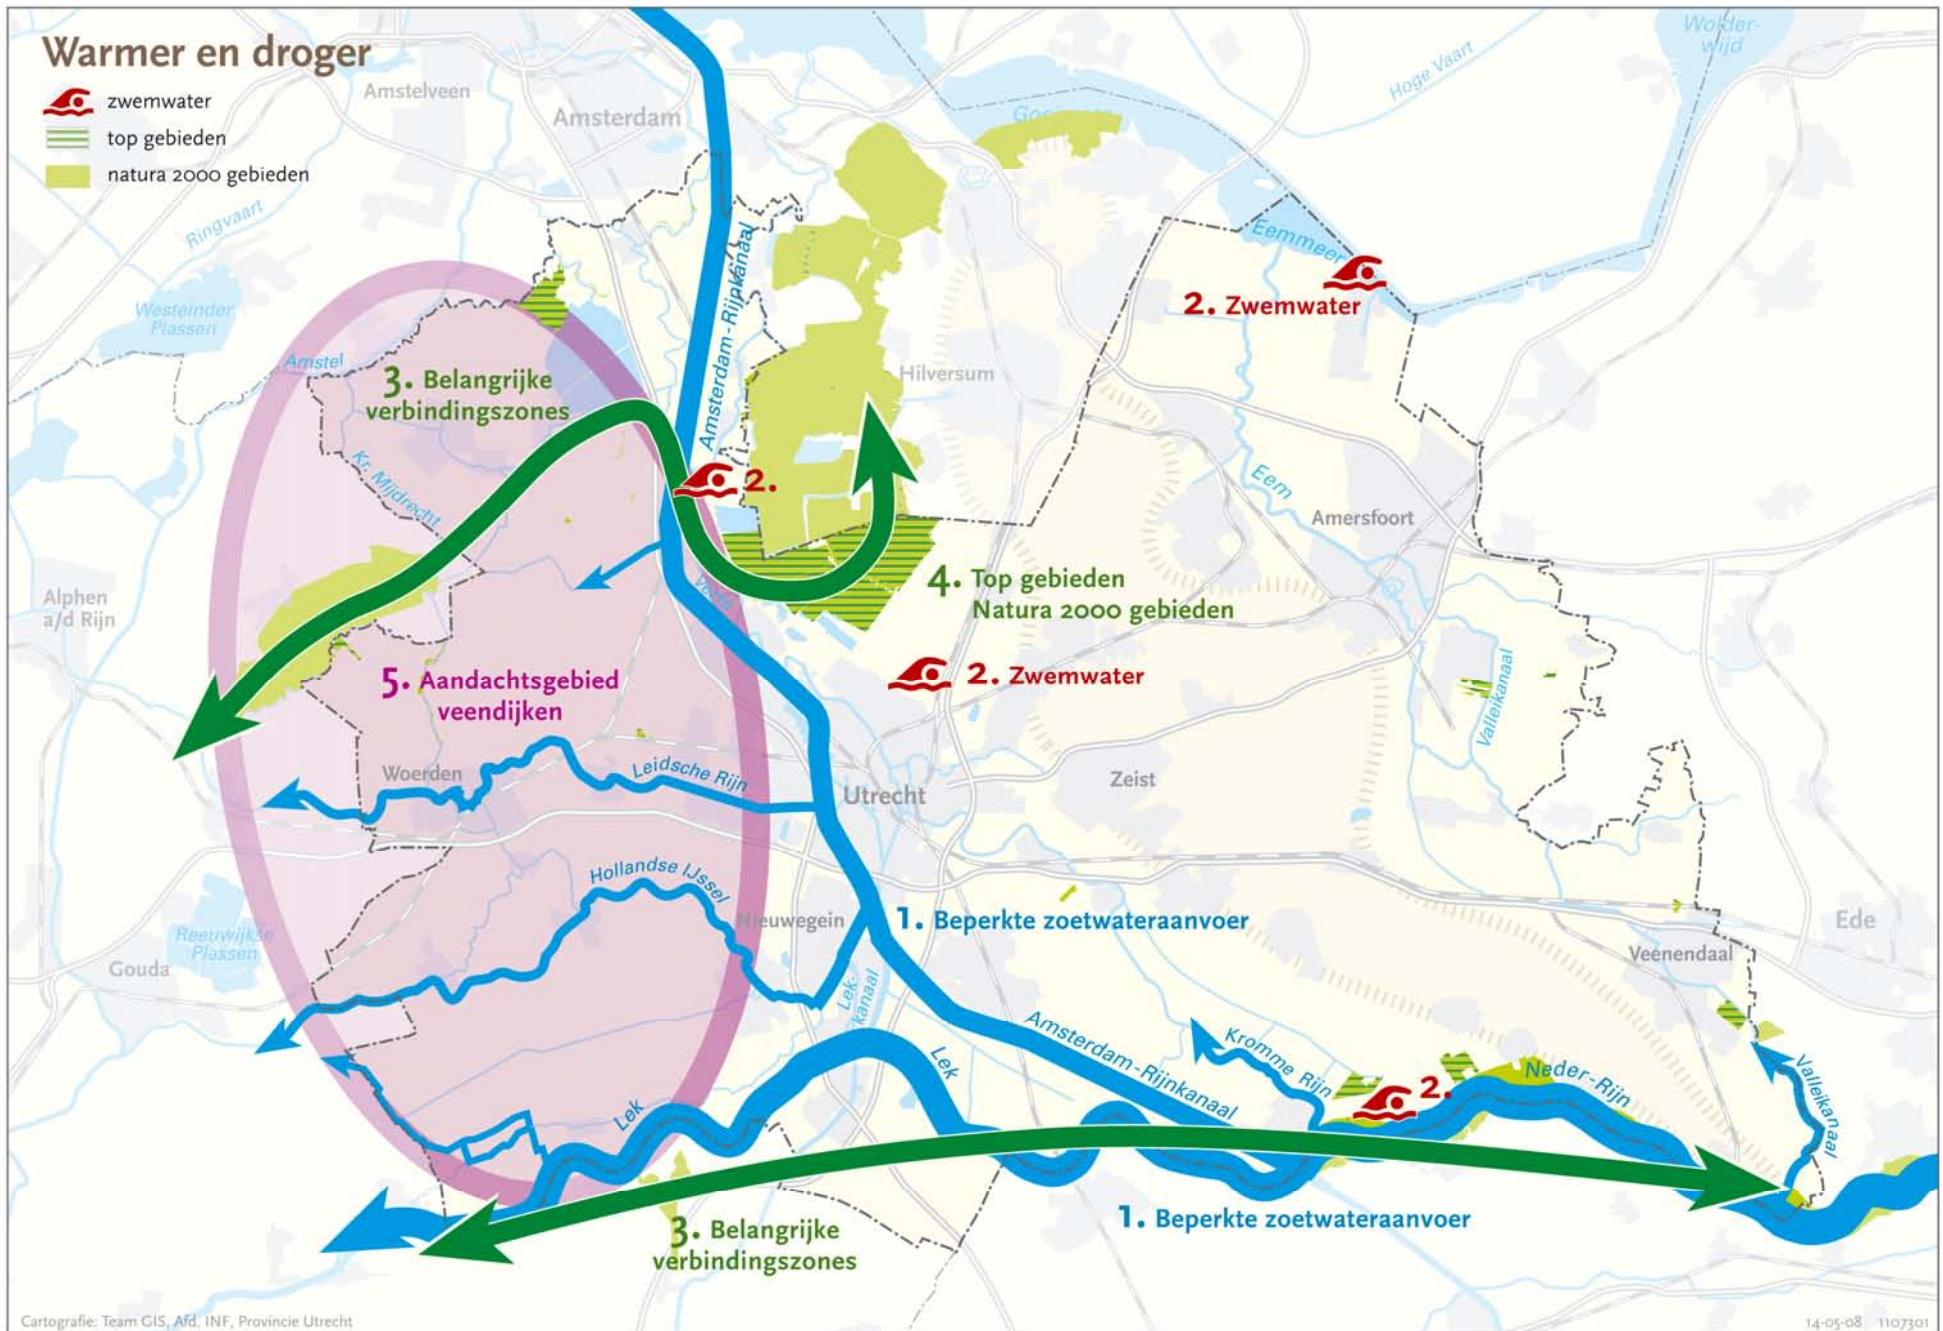 Warmer en droger
zwemwater
top gebieden
natura 2000 gebieden
Amstelveen
Amsterdam
Hoge Vaart
Wolder-
wijd
Ringvaart
Westeinder
Plassen
Amstel
Amsterdam-Rijnkanaal
Eemmeer
2. Zwemwater
3. Belangrijke
verbindingszones
Hilversum
Kr. Mijdrecht
2.
Eem
Amersfoort
Alphen
a/d Rijn
4. Top gebieden
Natura 2000 gebieden
5. Aandachtsgebied
veendijken
2. Zwemwater
Valleikanaal
Woerden
Leidsche Rijn
Utrecht
Zeist
Hollandse IJssel
Nieuwegein
1. Beperkte zoetwateraanvoer
Reeuwijkse
Plassen
Gouda
Ede
Veenendaal
Lek-
kanaal
Lek
Amsterdam-Rijnkanaal
Kromme Rijn
2.
Neder-Rijn
Valleikanaal
Lek
3. Belangrijke
verbindingszones
1. Beperkte zoetwateraanvoer
Cartografie: Team GIS, Afd. INF, Provincie Utrecht
14-05-08 1107301